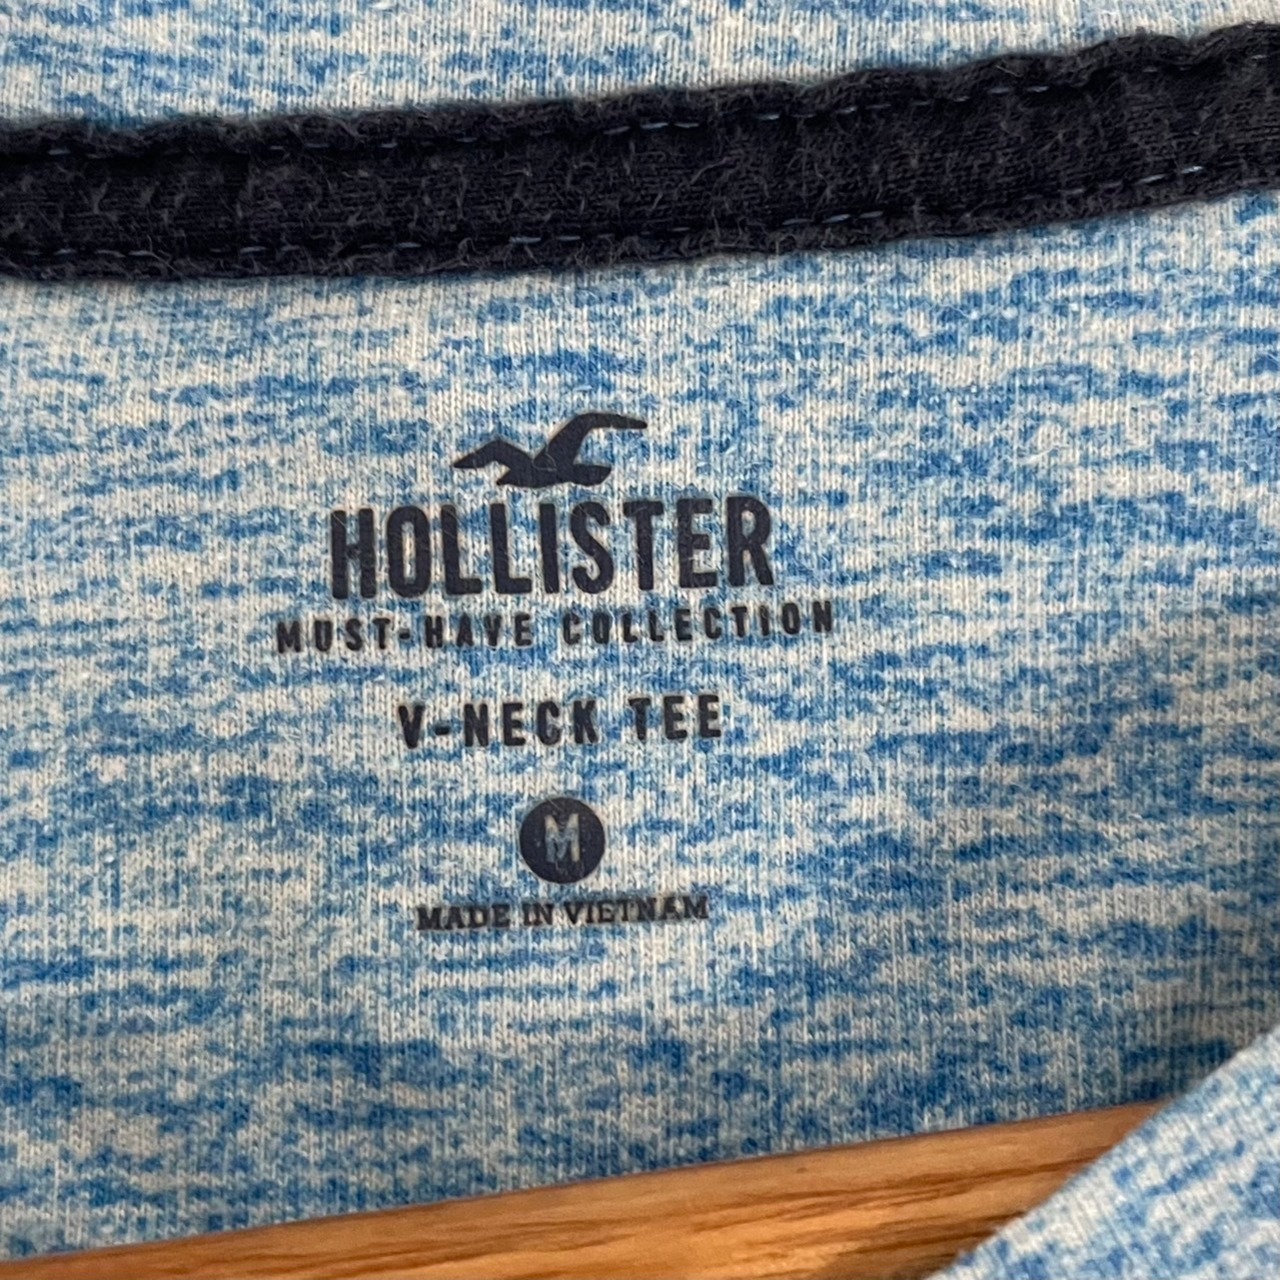 HOLLISTER
MUST-HAVE COLLECTION
V-NECK TEE
M
MADE IN VIETNAM